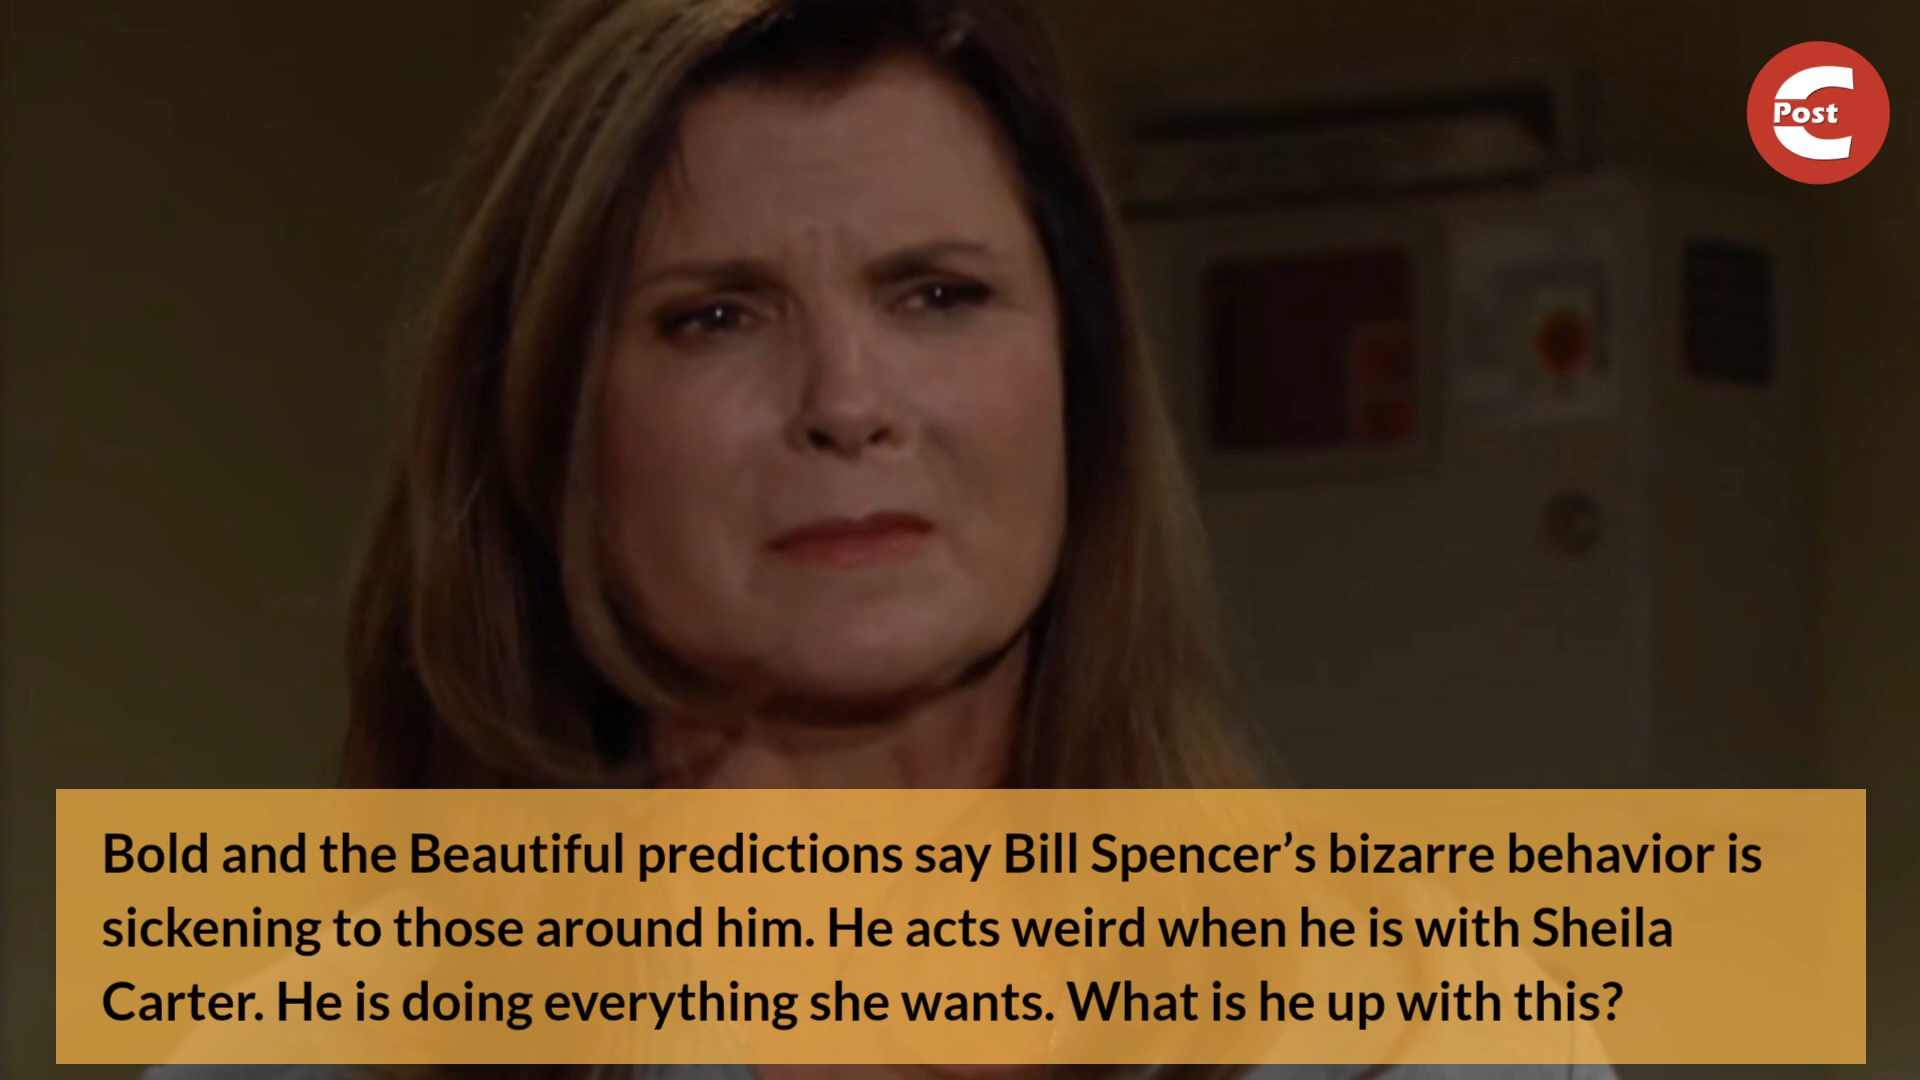 Post
Bold and the Beautiful predictions say Bill Spencer’s bizarre behavior is
sickening to those around him. He acts weird when he is with Sheila
Carter. He is doing everything she wants. What is he up with this?